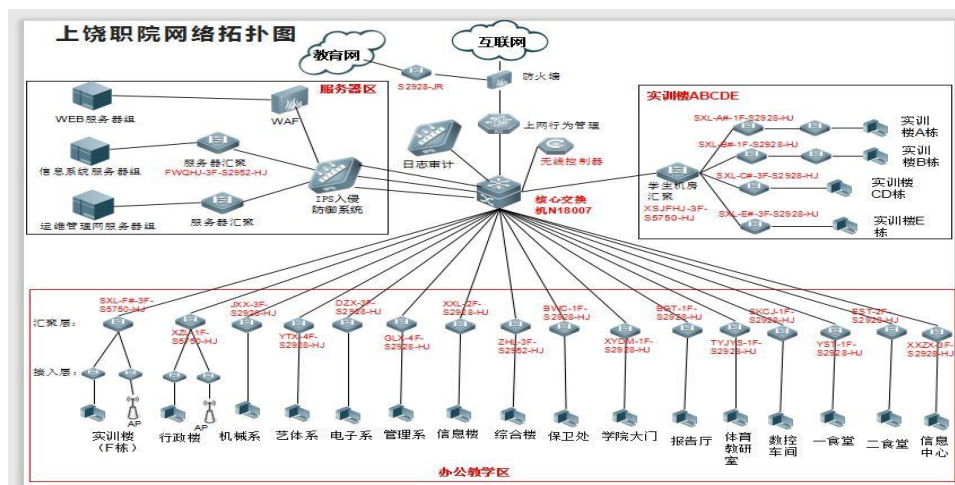 上饶职院网络拓扑图
教育网
互联网
S2928-JR
防火墙
服务器区
WEB服务器组
WAF
上网行为管理
日志审计
无线控制器
信息系统服务器组
服务器汇聚
FWQHJ-3F-S2952-HJ
IPS入侵
防御系统
运维管理网服务器组
服务器汇聚
核心交换
机N18007
实训楼ABCDE
SXL-A#-1F-S2928-HJ
实训
楼A栋
SXL-B#-1F-S2928-HJ
实训
楼B栋
学生机房
汇聚
XSJFHJ-3F-
S5750-HJ
SXL-C#-3F-S2928-HJ
实训楼
CD栋
SXL-E#-3F-S2928-HJ
实训楼E
栋
汇聚层:
SXL-F#-3F-
S5750-HJ
XZL-1F-
S5750-HJ
JXX-3F-
S2928-HJ
YTX-4F-
S2928-HJ
DZX-3F-
S2928-HJ
GLX-4F-
S2928-HJ
XXL-2F-
S2928-HJ
ZHL-3F-
S2952-HJ
BWC-1F-
S2928-HJ
XYDM-1F-
S2928-HJ
BGT-1F-
S2928-HJ
TYJYS-1F-
S2928-HJ
SKCJ-1F-
S2928-HJ
YST-1F-
S2928-HJ
EST-2F-
S2928-HJ
XXZX-3F-
S2928-HJ
接入层:
AP
AP
实训楼
(F栋)
行政楼
机械系
艺体系
电子系
管理系
信息楼
综合楼
保卫处
学院大门
报告厅
体育
教研
室
数控
车间
一食堂
二食堂
信息
中心
办公教学区